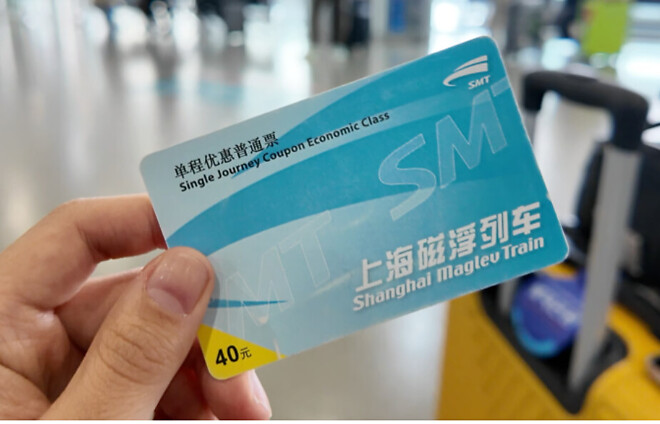 SMT
单程优惠普通票
Single Journey Coupon Economic Class
SMT
SMT
上海磁浮列车
Shanghai Maglev Train
40元